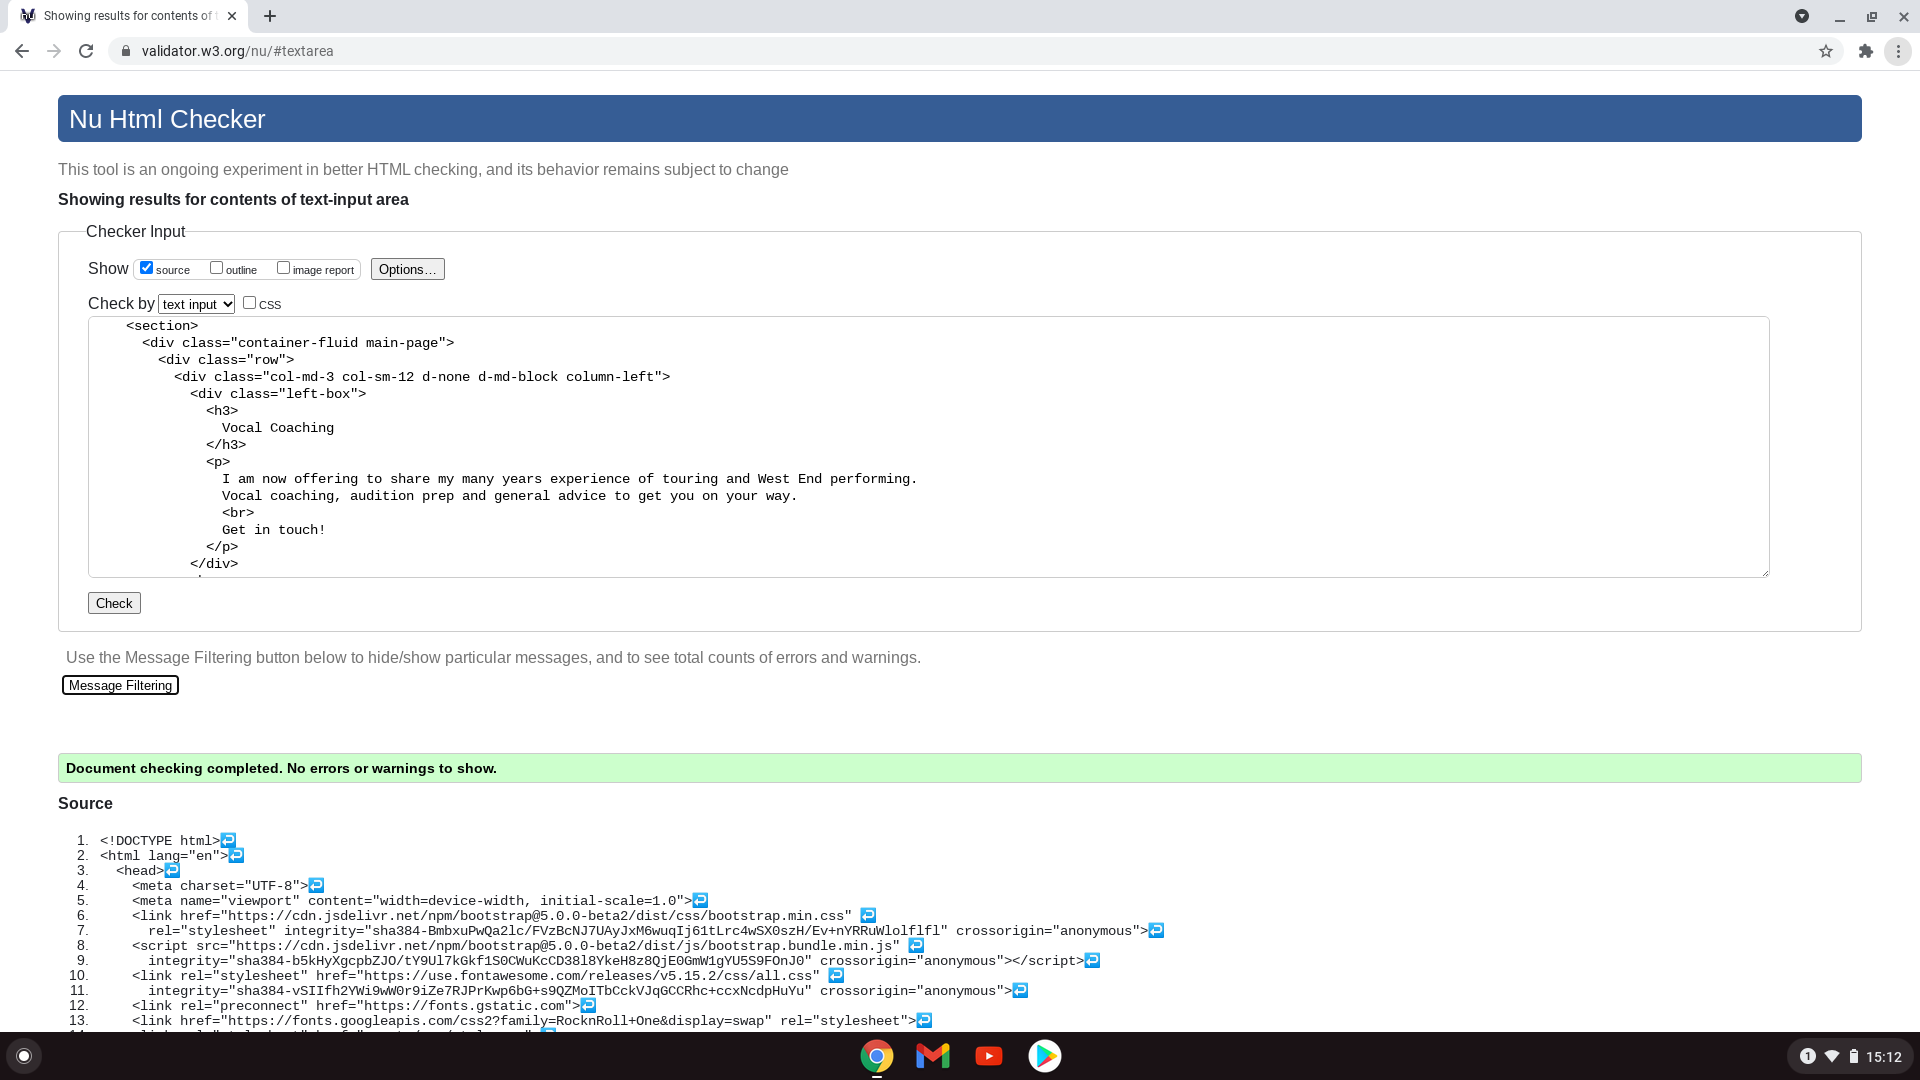 Showing results for contents of
validator.w3.org/nu/#textarea
Nu Html Checker
This tool is an ongoing experiment in better HTML checking, and its behavior remains subject to change
Showing results for contents of text-input area
Checker Input
Show source outline image report Options...
Check by text input CSS
<section>
<div class="container-fluid main-page">
<div class="row">
<div class="col-md-3 col-sm-12 d-none d-md-block column-left">
<div class="left-box">
<h3>
Vocal Coaching
</h3>
<p>
I am now offering to share my many years experience of touring and West End performing.
Vocal coaching, audition prep and general advice to get you on your way.
<br>
Get in touch!
</p>
</div>
Check
Use the Message Filtering button below to hide/show particular messages, and to see total counts of errors and warnings.
Message Filtering
Document checking completed. No errors or warnings to show.
Source
1. <!DOCTYPE html>
2. <html lang="en">
3. <head>
4. <meta charset="UTF-8">
5. <meta name="viewport" content="width=device-width, initial-scale=1.0">
6. <link href="https://cdn.jsdelivr.net/npm/bootstrap@5.0.0-beta2/dist/css/bootstrap.min.css"
7. rel="stylesheet" integrity="sha384-BmbxuPwQa2lc/FVzBcNJ7UAyJxM6wuqIj61tLrc4wSX0szH/Ev+nYRRuWlolflfl" crossorigin="anonymous">
8. <script src="https://cdn.jsdelivr.net/npm/bootstrap@5.0.0-beta2/dist/js/bootstrap.bundle.min.js"
9. integrity="sha384-b5kHyXgcpbZJO/tY9Ul7kGkf1S0CWuKcCD38l8YkeH8z8QjE0GmW1gYU5S9FOnJ0" crossorigin="anonymous"></script>
10. <link rel="stylesheet" href="https://use.fontawesome.com/releases/v5.15.2/css/all.css"
11. integrity="sha384-vSIIfh2YWi9wW0r9iZe7RJPrKwp6bG+s9QZMoITbCckVJqGCCRhc+ccxNcdpHuYu" crossorigin="anonymous">
12. <link rel="preconnect" href="https://fonts.gstatic.com">
13. <link href="https://fonts.googleapis.com/css2?family=RocknRoll+One&display=swap" rel="stylesheet">
1 15:12